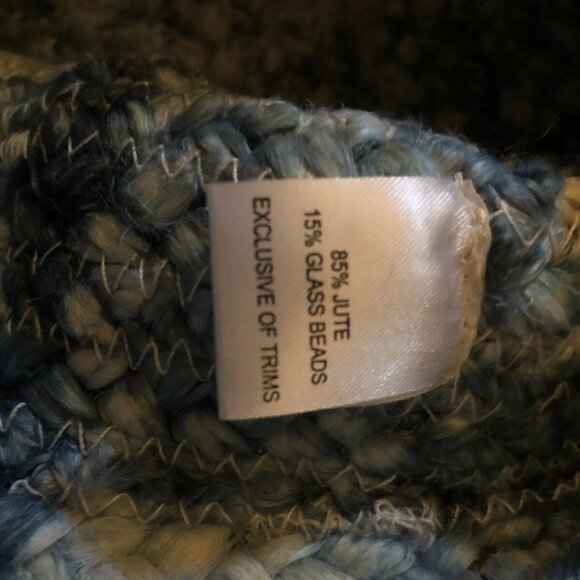 85% JUTE
15% GLASS BEADS
EXCLUSIVE OF TRIMS